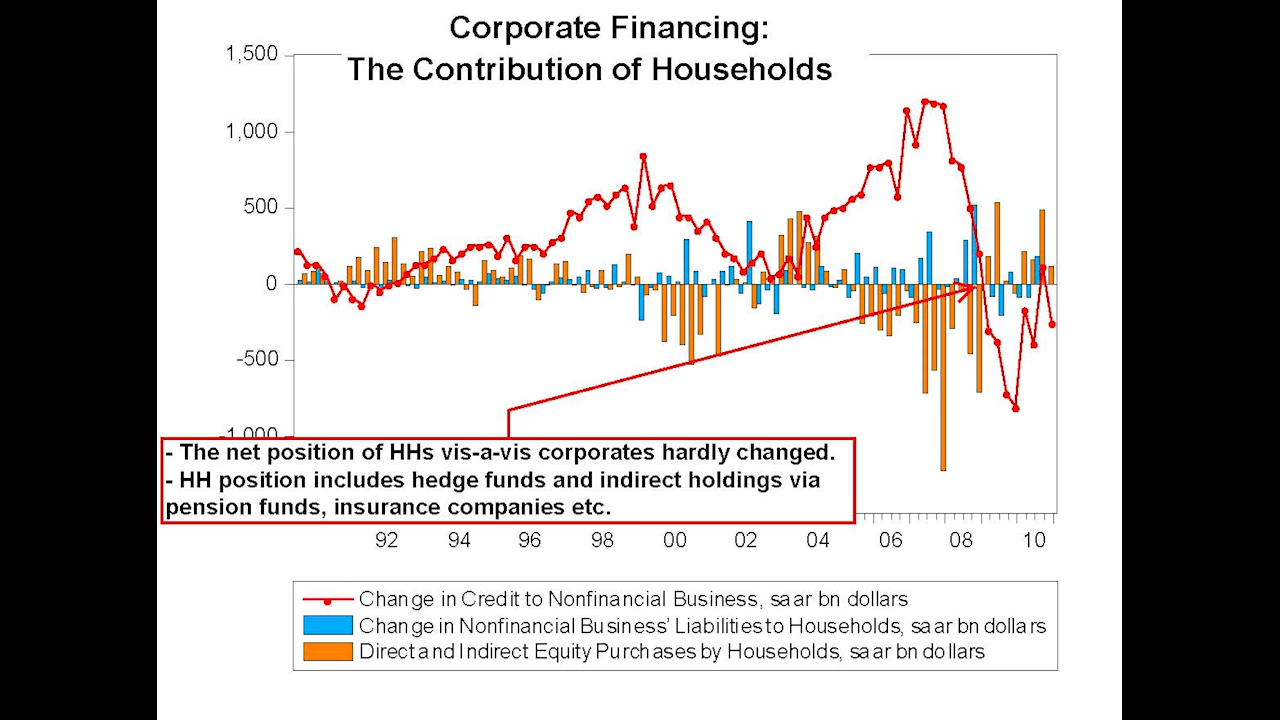 Corporate Financing:
The Contribution of Households
1,500
1,000
500
0
-500
-1,000
- The net position of HHs vis-a-vis corporates hardly changed.
- HH position includes hedge funds and indirect holdings via
pension funds, insurance companies etc.
92 94 96 98 00 02 04 06 08 10
Change in Credit to Nonfinancial Business, saar bn dollars
Change in Nonfinancial Business' Liabilities to Households, saar bn dollars
Direct and Indirect Equity Purchases by Households, saar bn dollars